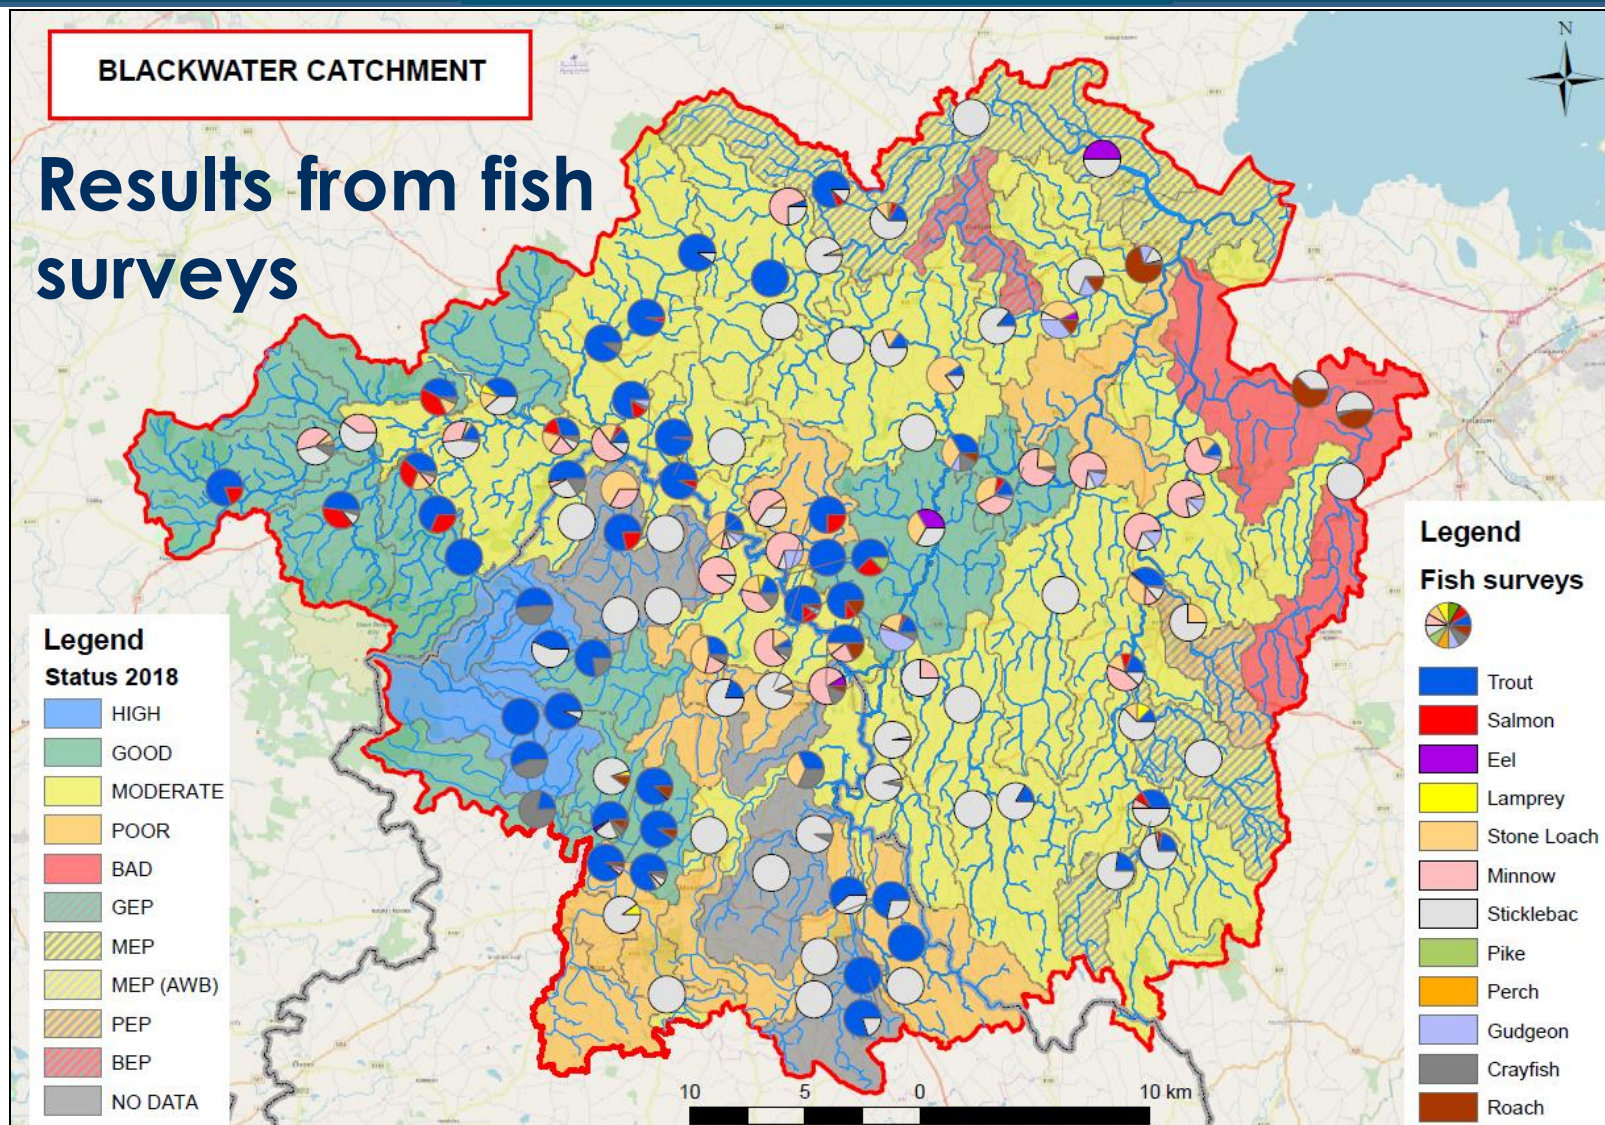 BLACKWATER CATCHMENT
Results from fish
surveys
N
Legend
Status 2018
HIGH
GOOD
MODERATE
POOR
BAD
GEP
MEP
MEP (AWB)
PEP
BEP
NO DATA
Legend
Fish surveys
Trout
Salmon
Eel
Lamprey
Stone Loach
Minnow
Sticklebac
Pike
Perch
Gudgeon
Crayfish
Roach
10 5 0 10 km